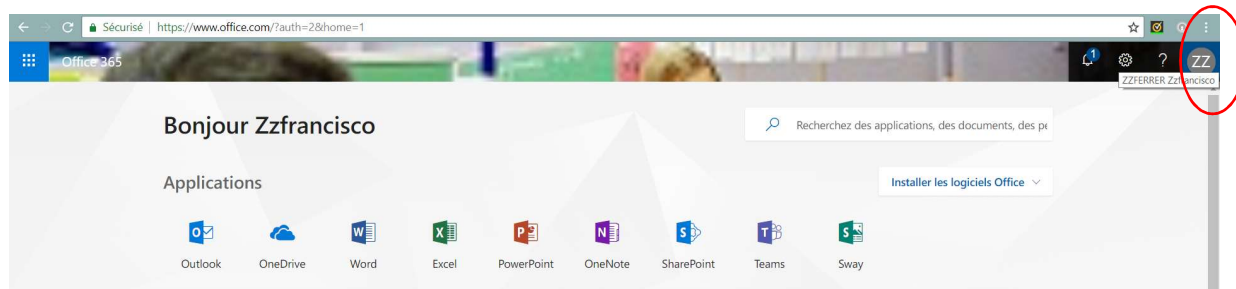 Sécurisé | https://www.office.com/?auth=2&home=1
Office 365
1
?
ZZ
ZZFERRER Zzfrancisco
Bonjour Zzfrancisco
Recherchez des applications, des documents, des pe
Applications
Installer les logiciels Office
Outlook OneDrive Word Excel PowerPoint OneNote SharePoint Teams Sway